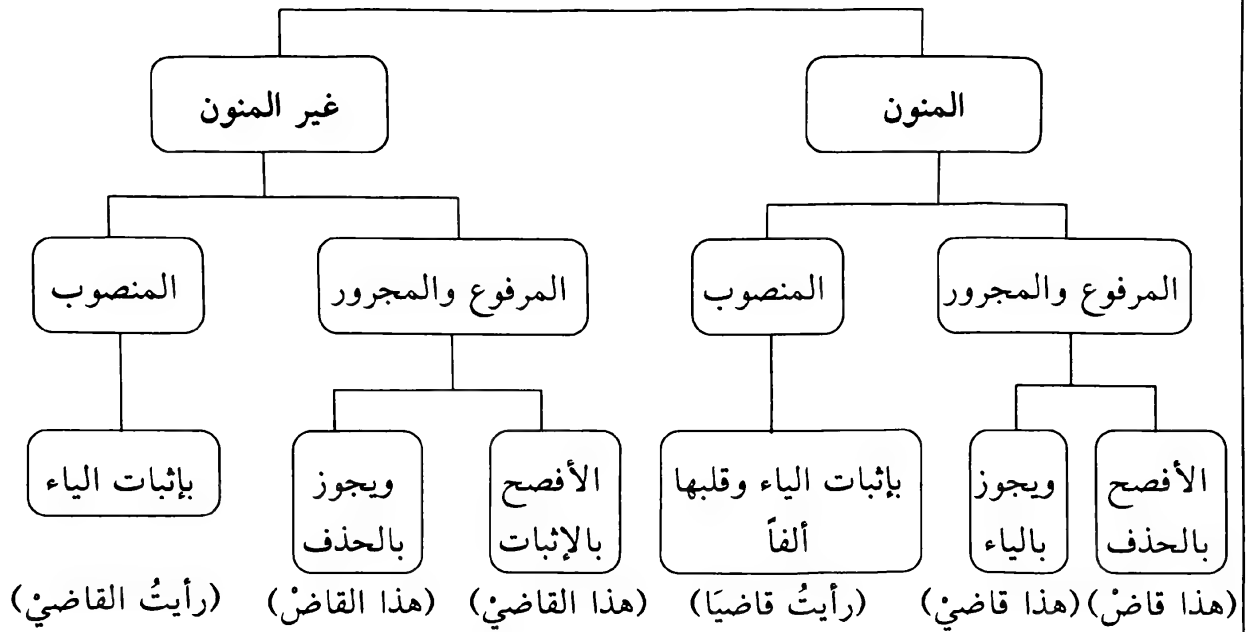 المنون
غير المنون
المرفوع والمجرور
المنصوب
المرفوع والمجرور
المنصوب
الأفصح
بالحذف
ويجوز
بالياء
بإثبات الياء وقلبها
ألفاً
الأفصح
بالإثبات
ويجوز
بالحذف
بإثبات الياء
(هذا قاضْ) (هذا قاضيْ) (رأيتُ قاضيَا) (هذا القاضيْ) (هذا القاضْ) (رأيتُ القاضيْ)